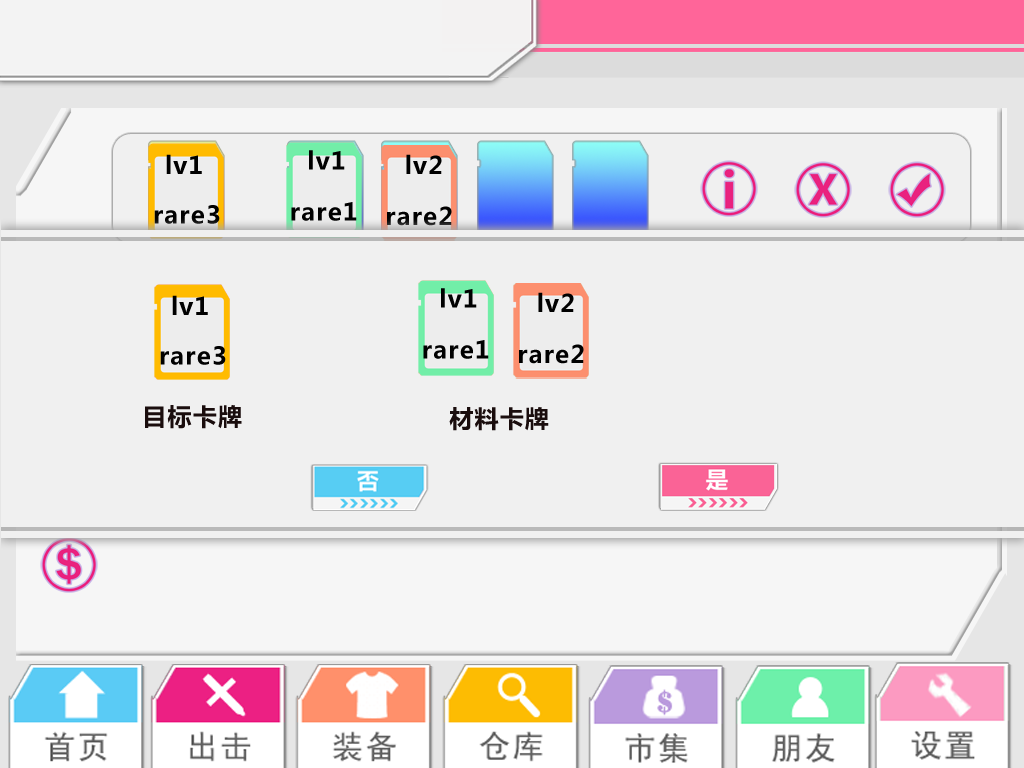 lv1
rare3
lv1
rare1
lv2
rare2
i X
lv1
rare3
lv1
rare1
lv2
rare2
目标卡牌
材料卡牌
否
是
$
$
首页 出击 装备 仓库 市集 朋友 设置